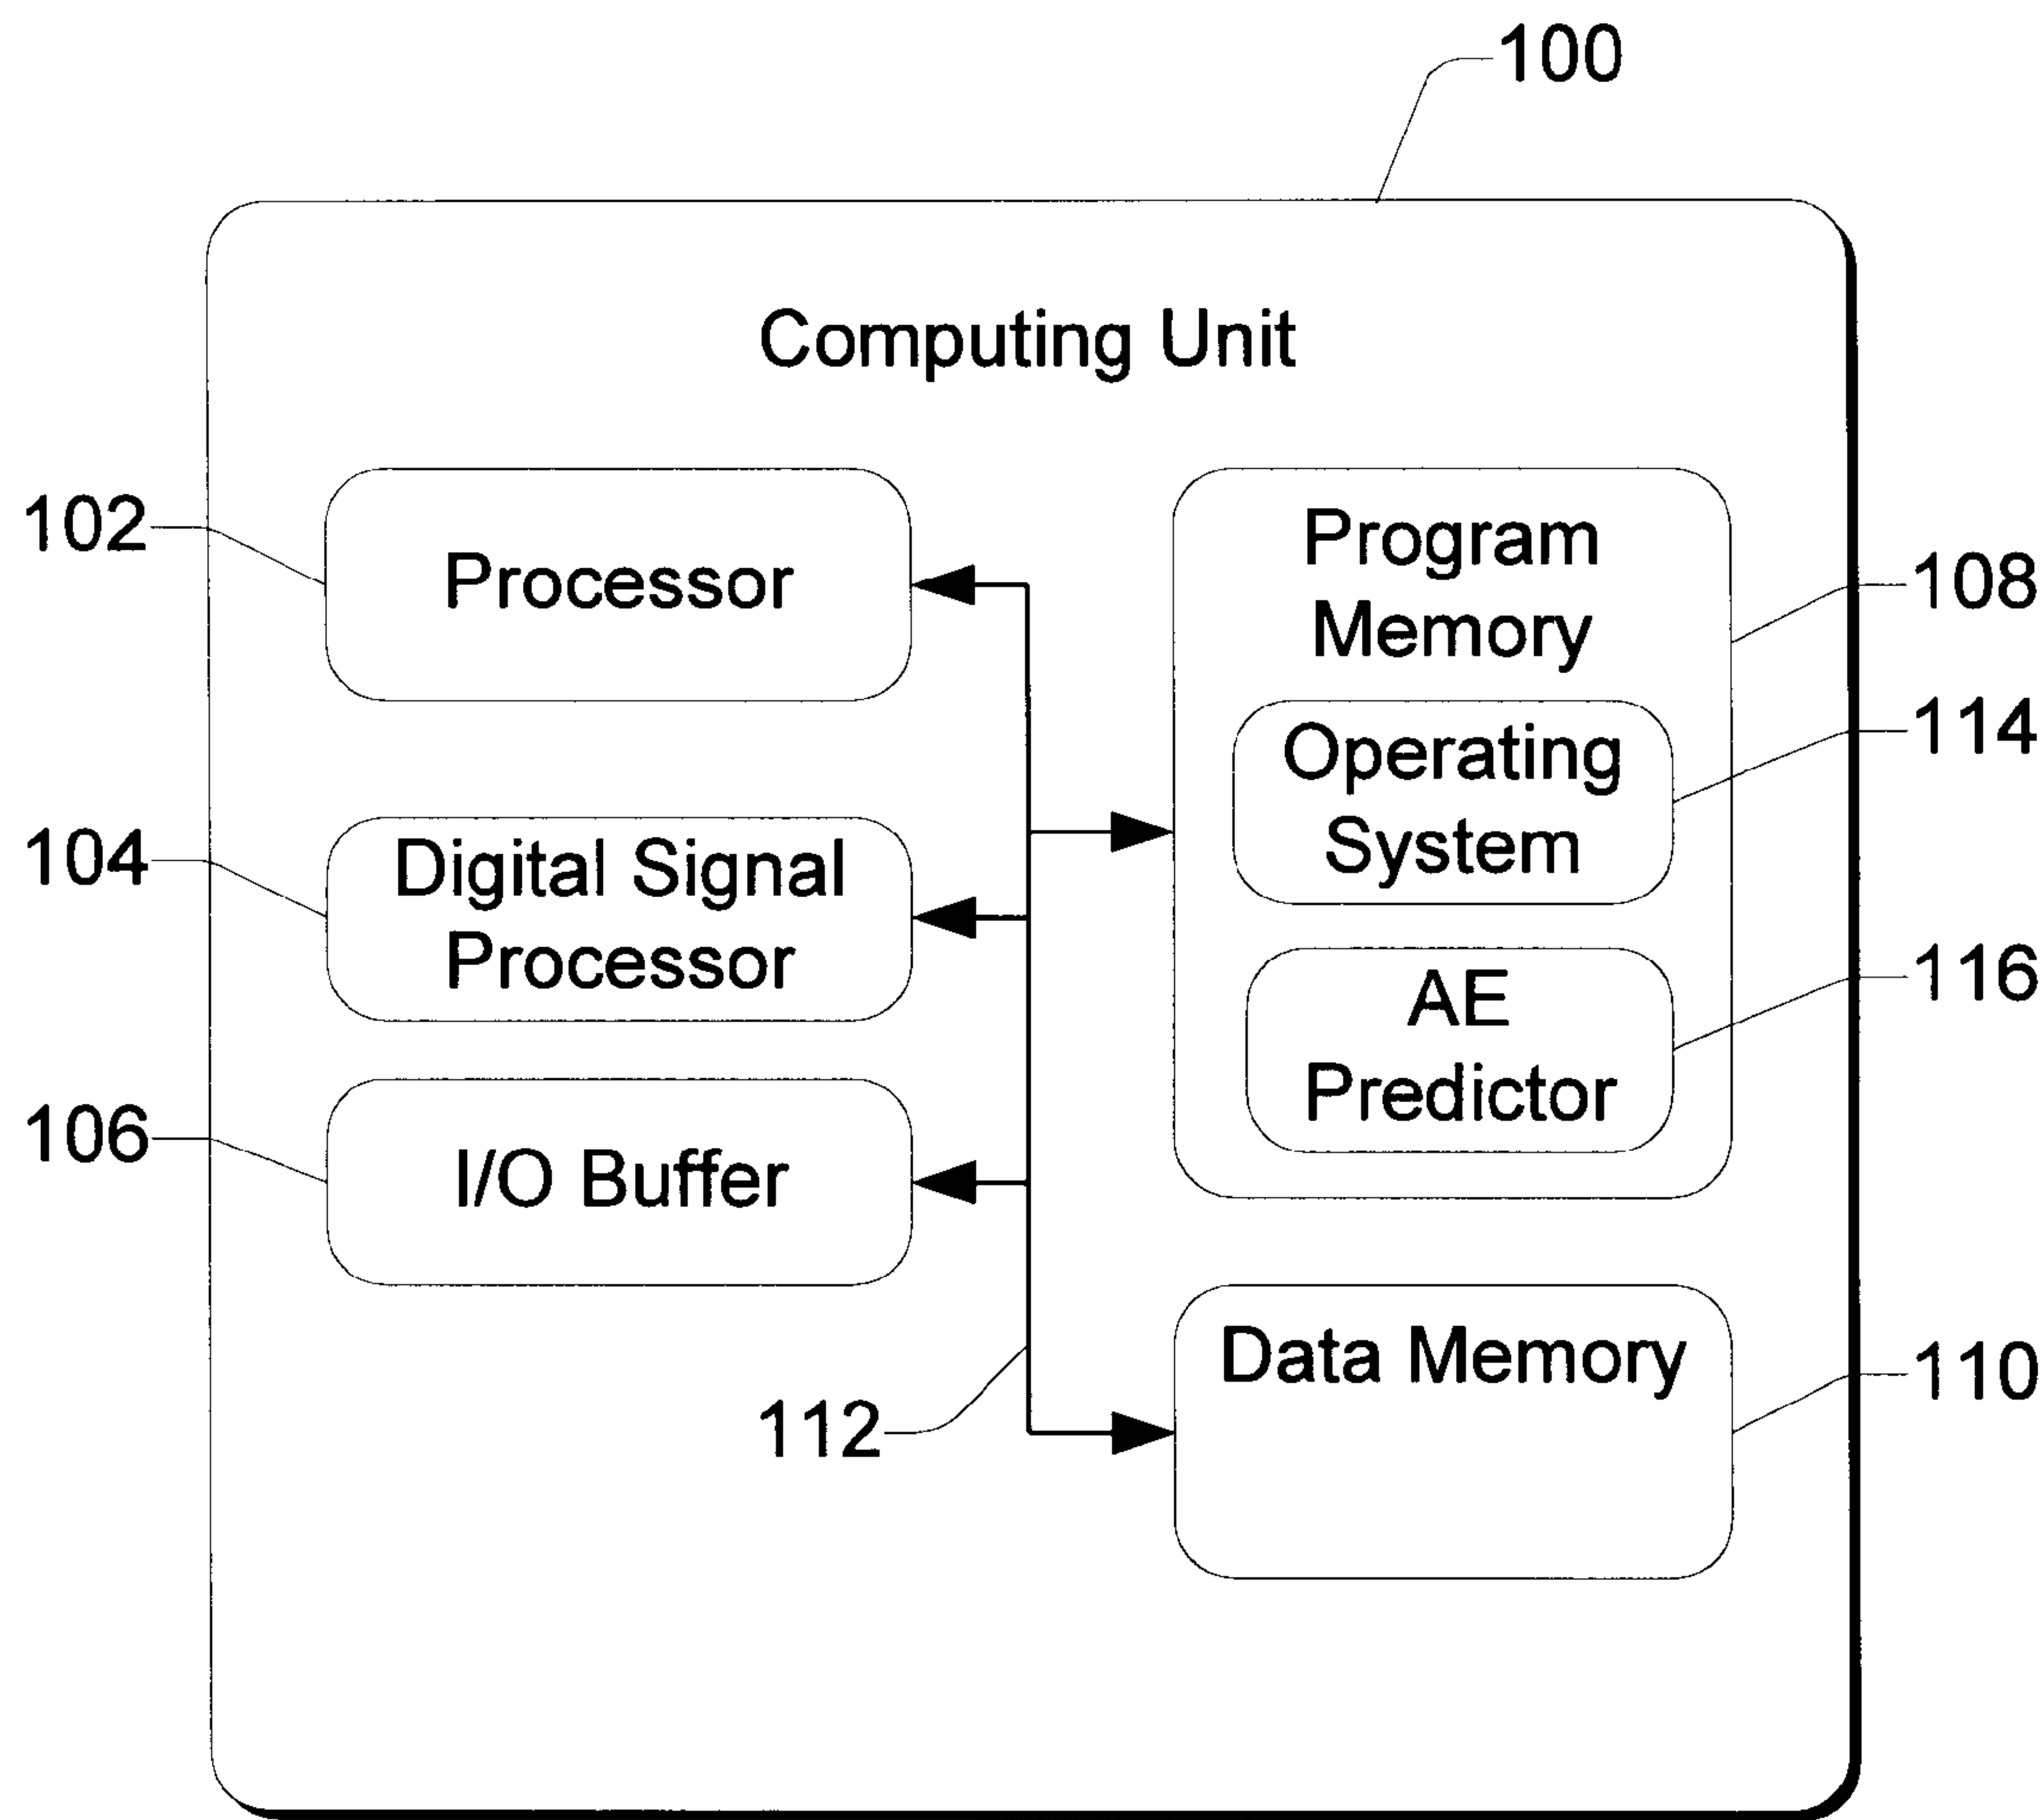 100
Computing Unit
102
Processor
Program
Memory
108
Operating
System
114
104
Digital Signal
Processor
AE
Predictor
116
106
I/O Buffer
Data Memory
110
112